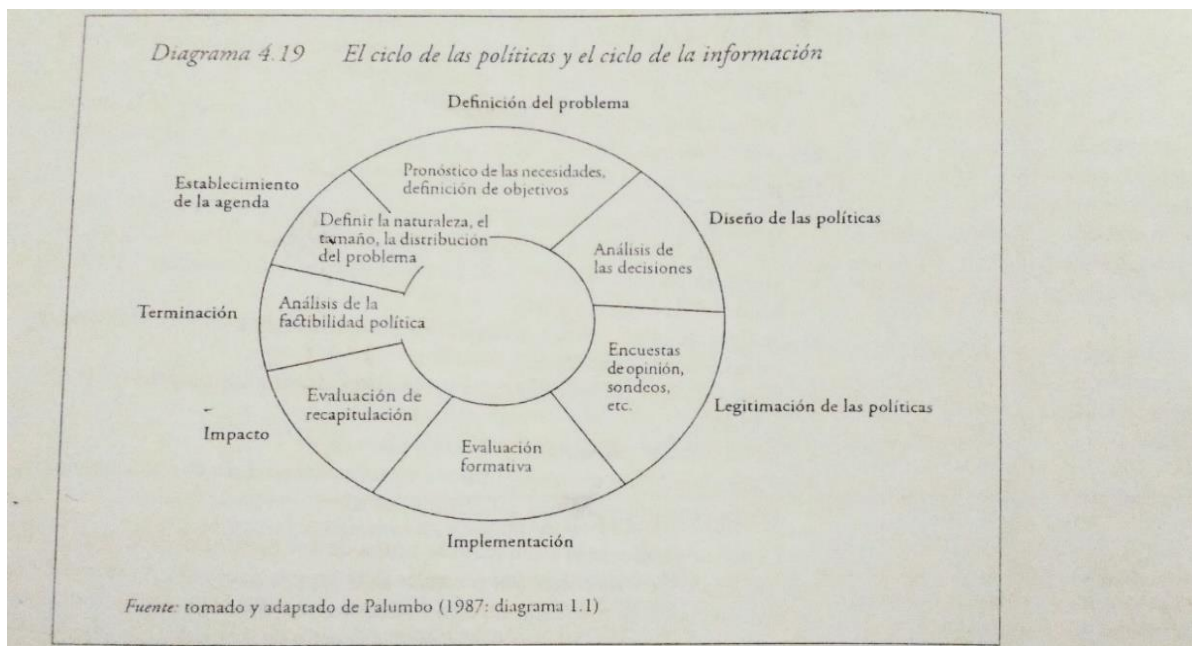 Diagrama 4.19 El ciclo de las políticas y el ciclo de la información
Definición del problema
Pronóstico de las necesidades,
definición de objetivos
Establecimiento
de la agenda
Definir la naturaleza, el
tamaño, la distribución
del problema
Diseño de las políticas
Análisis de
las decisiones
Terminación
Análisis de la
factibilidad política
Encuestas
de opinión,
sondeos,
etc.
Legitimación de las políticas
Evaluación de
recapitulación
Impacto
Evaluación
formativa
Implementación
Fuente: tomado y adaptado de Palumbo (1987: diagrama 1.1)